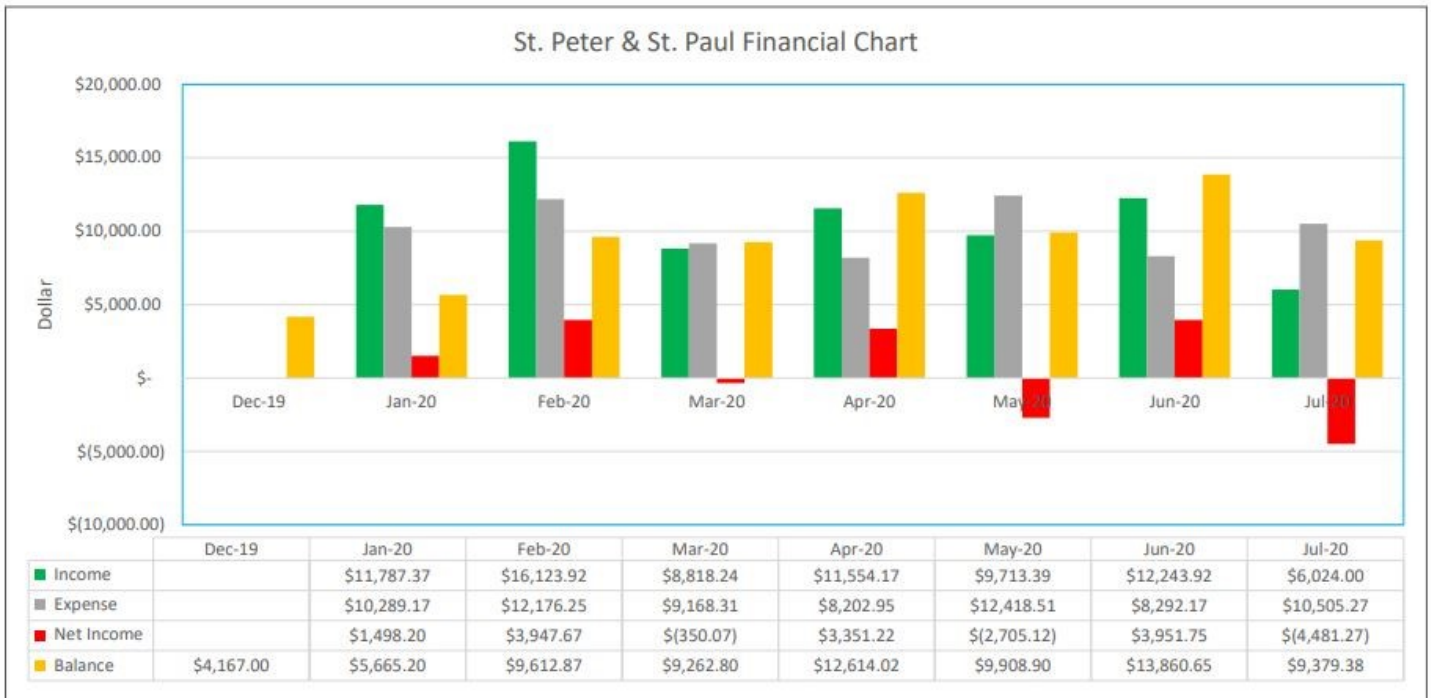 St. Peter & St. Paul Financial Chart
$20,000.00
$15,000.00
$10,000.00
$5,000.00
$-
$(5,000.00)
$(10,000.00)
Dollar
Dec-19 Jan-20 Feb-20 Mar-20 Apr-20 May-20 Jun-20 Jul-20
Dec-19 Jan-20 Feb-20 Mar-20 Apr-20 May-20 Jun-20 Jul-20
Income $11,787.37 $16,123.92 $8,818.24 $11,554.17 $9,713.39 $12,243.92 $6,024.00
Expense $10,289.17 $12,176.25 $9,168.31 $8,202.95 $12,418.51 $8,292.17 $10,505.27
Net Income $1,498.20 $3,947.67 $(350.07) $3,351.22 $(2,705.12) $3,951.75 $(4,481.27)
Balance $4,167.00 $5,665.20 $9,612.87 $9,262.80 $12,614.02 $9,908.90 $13,860.65 $9,379.38